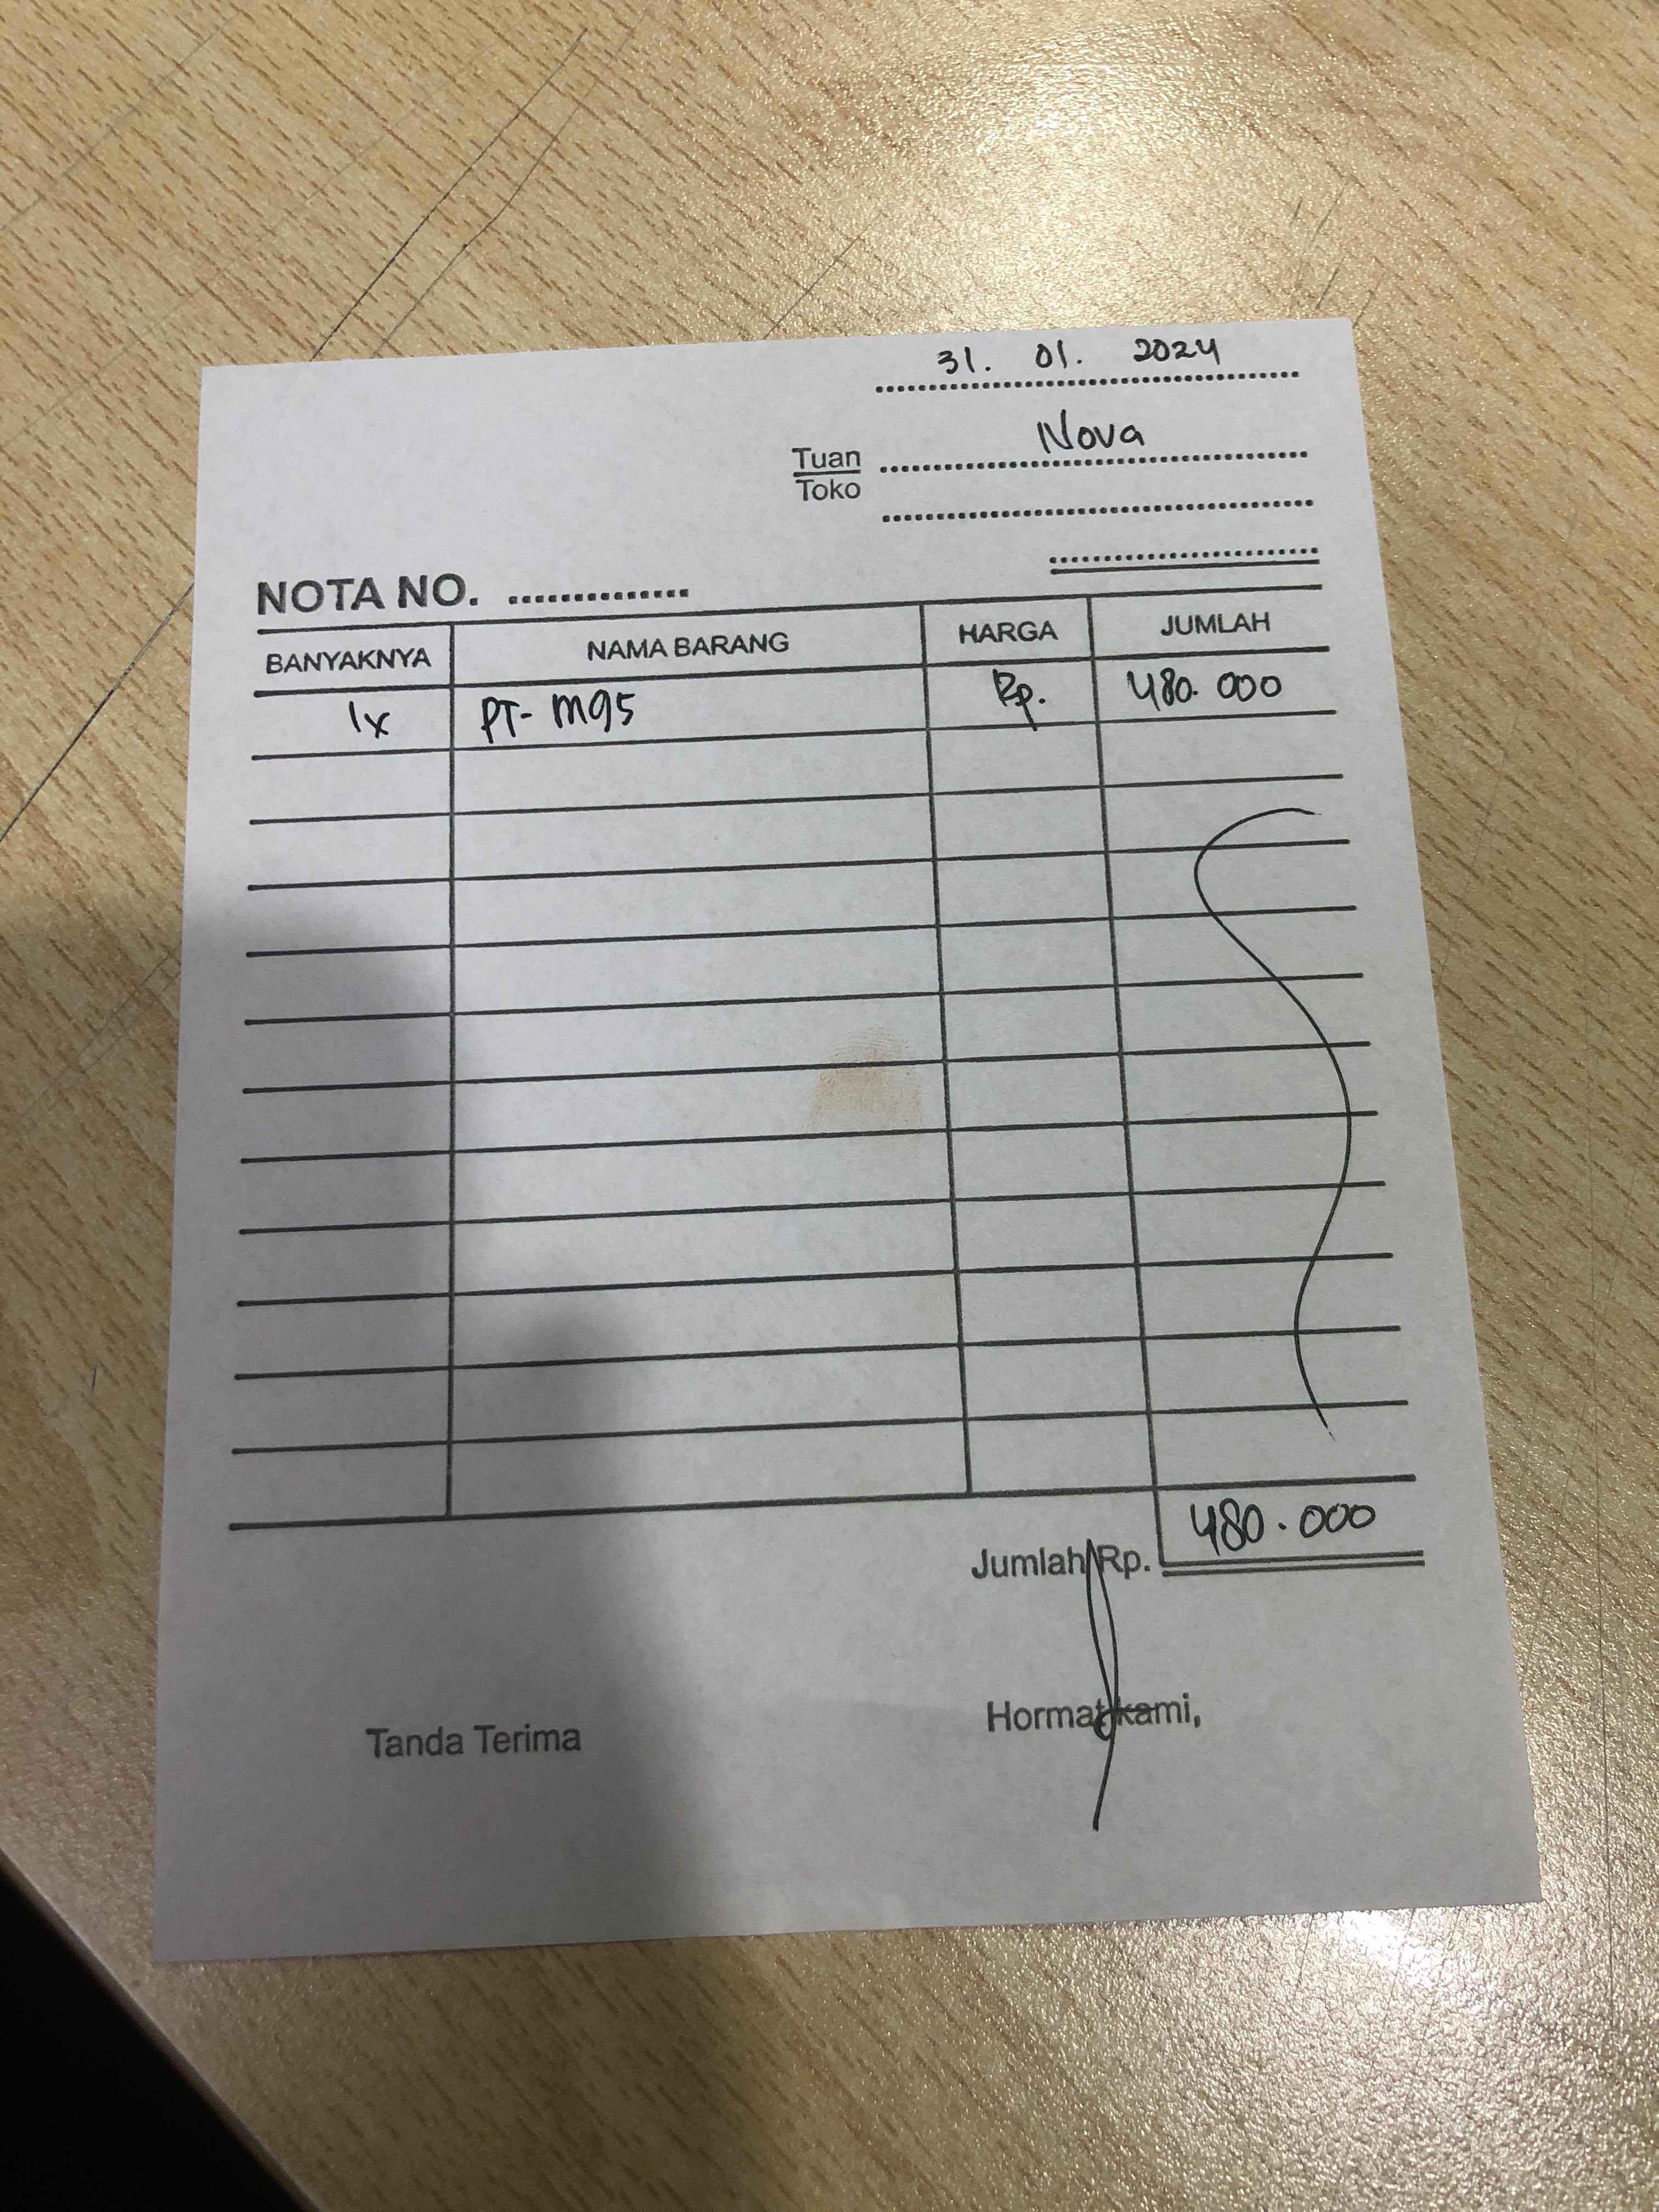 31. 01. 2024
Tuan Nova
Toko
NOTA NO. ..............
BANYAKNYA NAMA BARANG HARGA JUMLAH
1x PT- M95 Rp. 480.000
Jumlah Rp. 480.000
Tanda Terima Hormat kami,